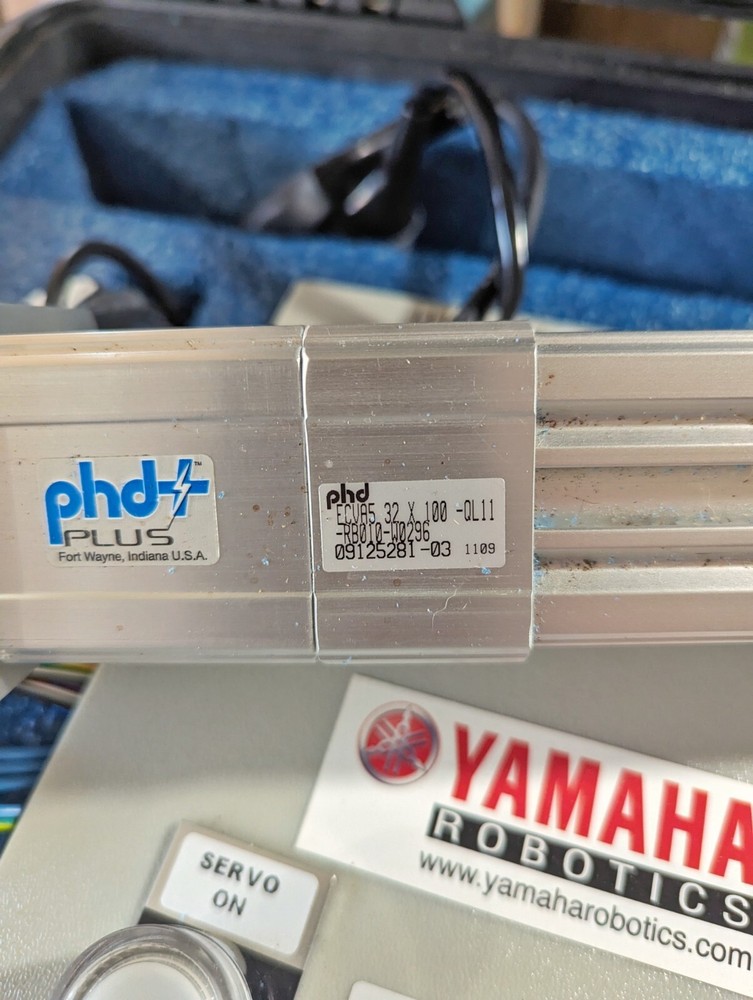 phd+™
PLUS
Fort Wayne, Indiana U.S.A.
phd
ECVA5 32 X 100 -QL11
-RB010-W0296
09125281-03 1109
YAMAHA
ROBOTICS
www.yamaharobotics.com
SERVO
ON